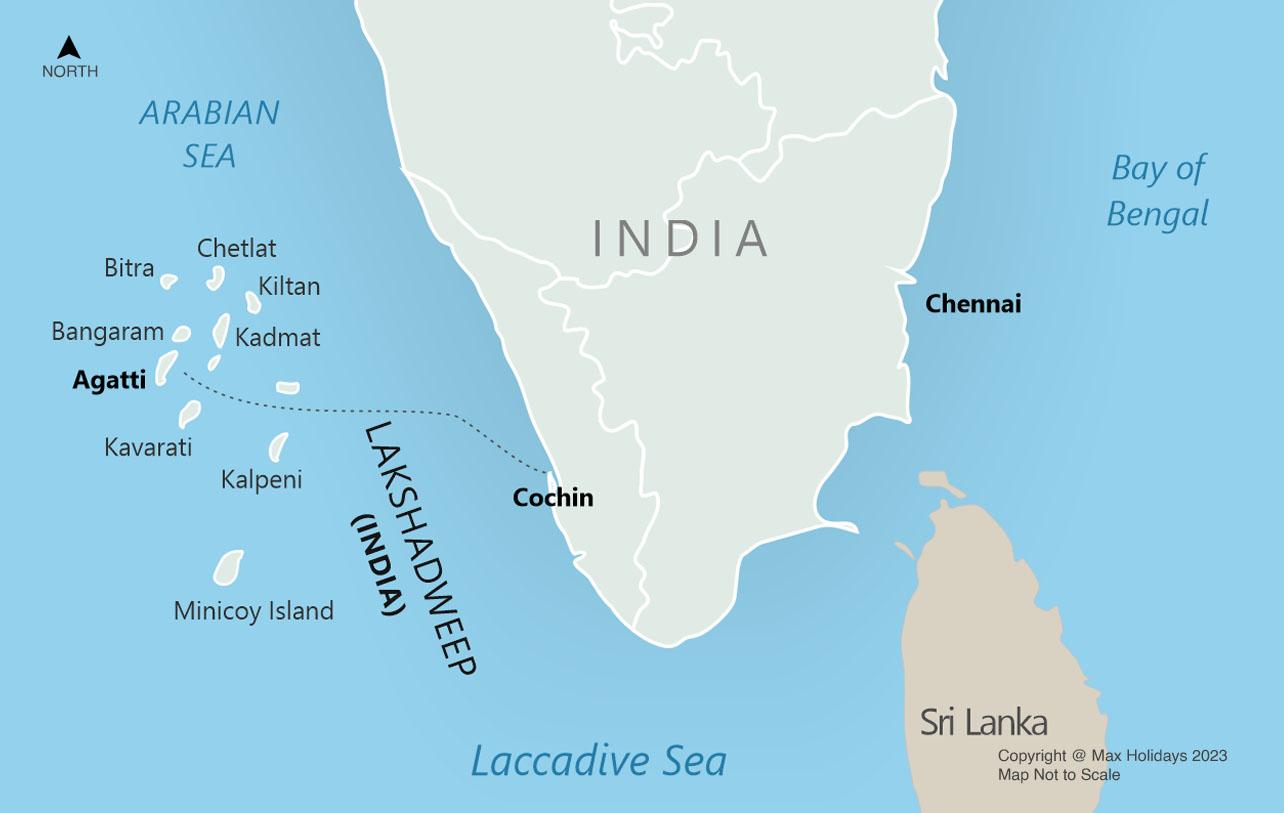 NORTH
ARABIAN
SEA
Bay of
Bengal
INDIA
Chetlat
Bitra
Kiltan
Chennai
Bangaram
Kadmat
Agatti
Kavarati
Kalpeni
Cochin
LAKSHADWEEP
(INDIA)
Minicoy Island
Sri Lanka
Laccadive Sea
Copyright @ Max Holidays 2023
Map Not to Scale